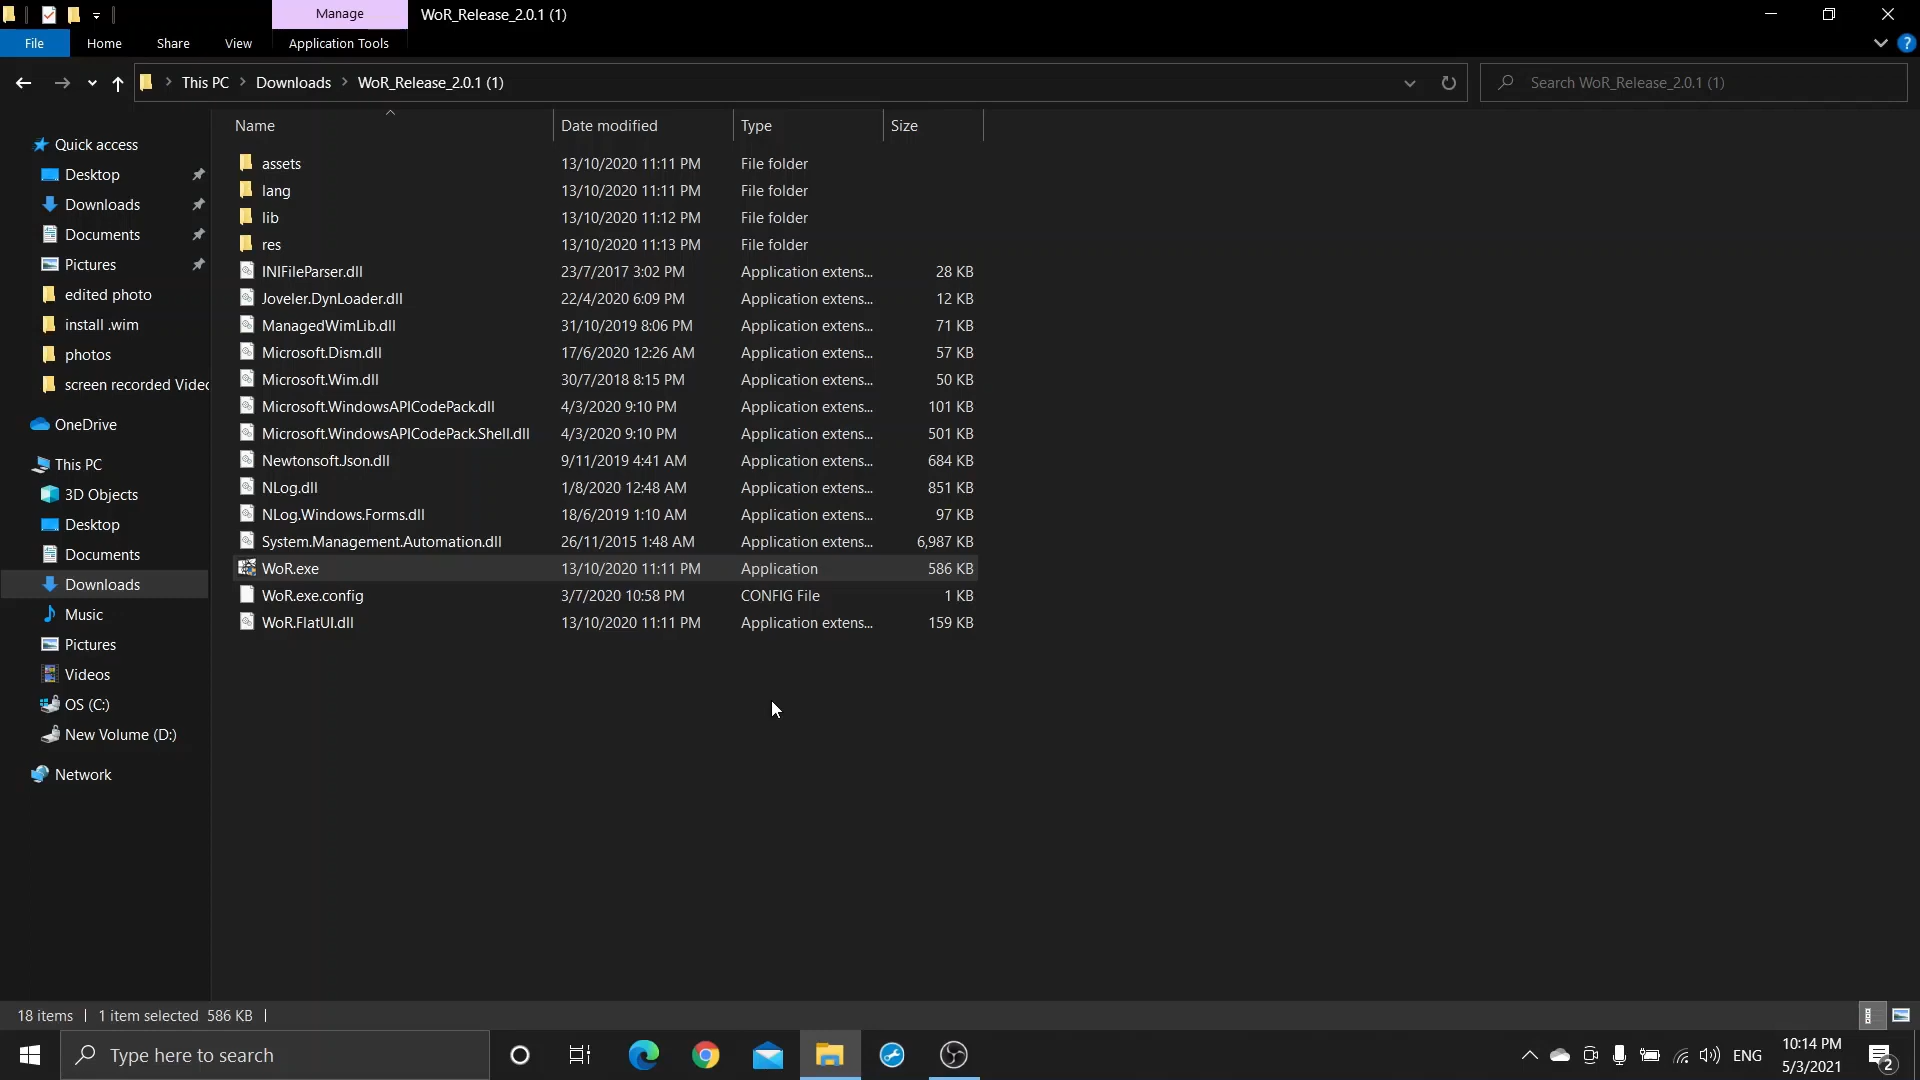 Manage
WoR_Release_2.0.1 (1)
File
Home
Share
View
Application Tools
?
This PC
Downloads
WoR_Release_2.0.1 (1)
Search WoR_Release_2.0.1 (1)
Name
Date modified
Type
Size
Quick access
Desktop
Downloads
Documents
Pictures
edited photo
install .wim
photos
screen recorded Videc
OneDrive
This PC
3D Objects
Desktop
Documents
Downloads
Music
Pictures
Videos
OS (C:)
New Volume (D:)
Network
assets 13/10/2020 11:11 PM File folder
lang 13/10/2020 11:11 PM File folder
lib 13/10/2020 11:12 PM File folder
res 13/10/2020 11:13 PM File folder
INIFileParser.dll 23/7/2017 3:02 PM Application extens... 28 KB
Joveler.DynLoader.dll 22/4/2020 6:09 PM Application extens... 12 KB
ManagedWimLib.dll 31/10/2019 8:06 PM Application extens... 71 KB
Microsoft.Dism.dll 17/6/2020 12:26 AM Application extens... 57 KB
Microsoft.Wim.dll 30/7/2018 8:15 PM Application extens... 50 KB
Microsoft.WindowsAPICodePack.dll 4/3/2020 9:10 PM Application extens... 101 KB
Microsoft.WindowsAPICodePack.Shell.dll 4/3/2020 9:10 PM Application extens... 501 KB
Newtonsoft.Json.dll 9/11/2019 4:41 AM Application extens... 684 KB
NLog.dll 1/8/2020 12:48 AM Application extens... 851 KB
NLog.Windows.Forms.dll 18/6/2019 1:10 AM Application extens... 97 KB
System.Management.Automation.dll 26/11/2015 1:48 AM Application extens... 6,987 KB
WoR.exe 13/10/2020 11:11 PM Application 586 KB
WoR.exe.config 3/7/2020 10:58 PM CONFIG File 1 KB
WoR.FlatUI.dll 13/10/2020 11:11 PM Application extens... 159 KB
18 items
1 item selected 586 KB
Type here to search
ENG
10:14 PM
5/3/2021
2